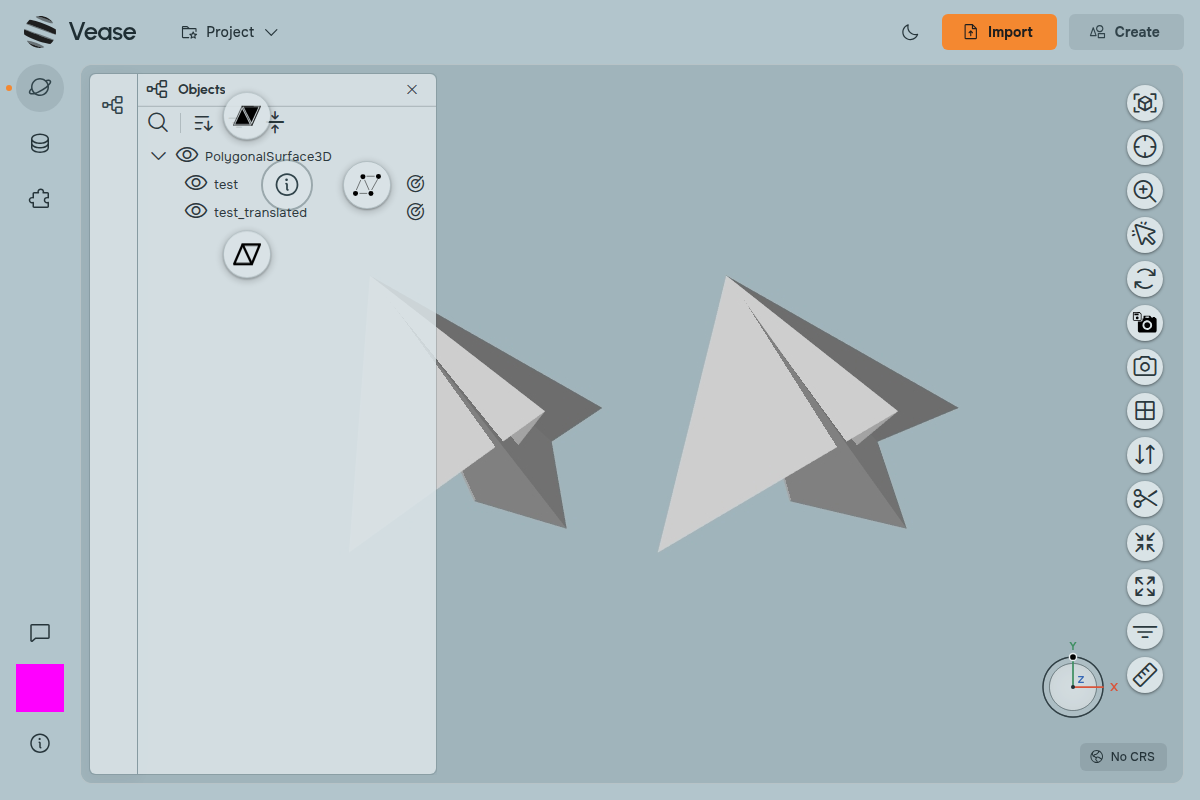 Vease
Project
Import
Create
Objects
PolygonalSurface3D
test
test_translated
Y
Z
X
No CRS